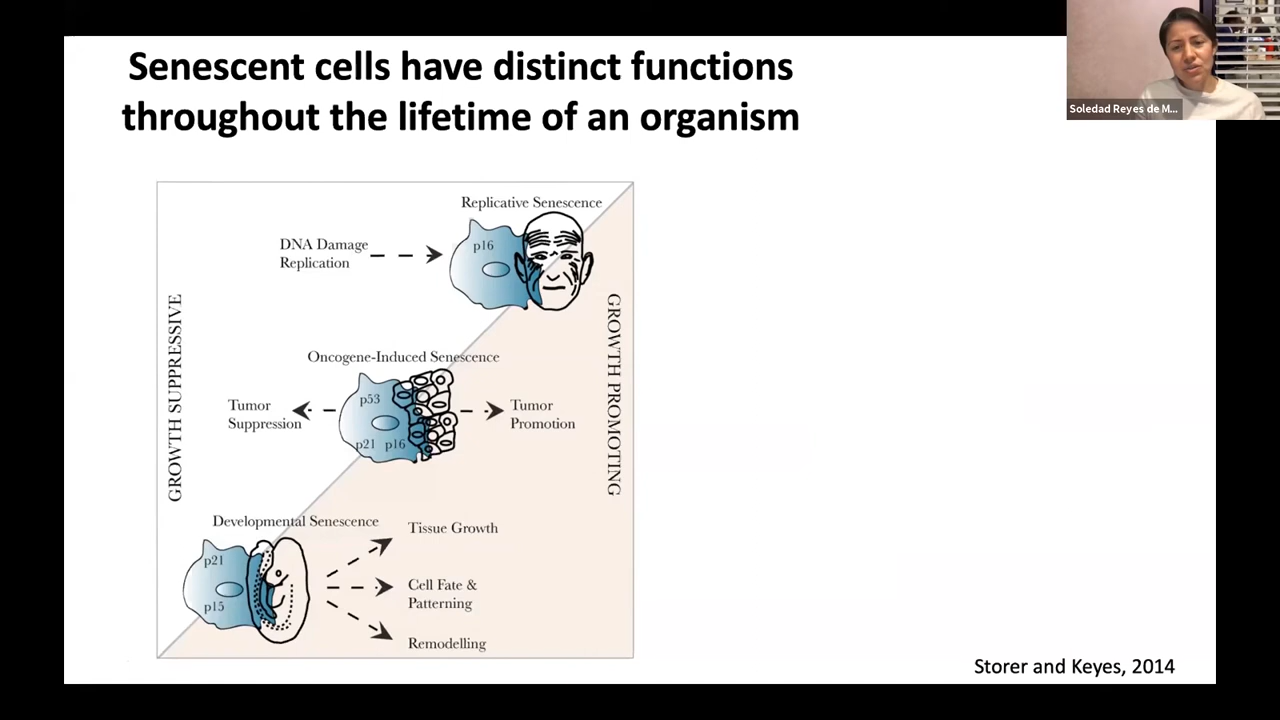 Senescent cells have distinct functions
throughout the lifetime of an organism
Soledad Reyes de M...
Replicative Senescence
DNA Damage
Replication
p16
GROWTH SUPPRESSIVE
GROWTH PROMOTING
Oncogene-Induced Senescence
p53
Tumor
Suppression
Tumor
Promotion
p21 p16
Developmental Senescence
Tissue Growth
p21
Cell Fate &
Patterning
p15
Remodelling
Storer and Keyes, 2014